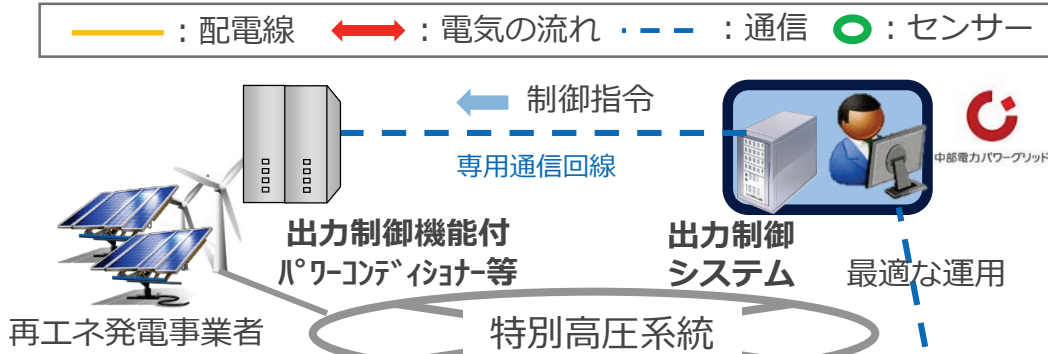 ：配電線　：電気の流れ　：通信　：センサー
制御指令
専用通信回線
中部電力パワーグリッド
出力制御機能付
ﾊﾟﾜｰｺﾝﾃﾞｨｼｮﾅｰ等
出力制御
システム
最適な運用
再エネ発電事業者
特別高圧系統